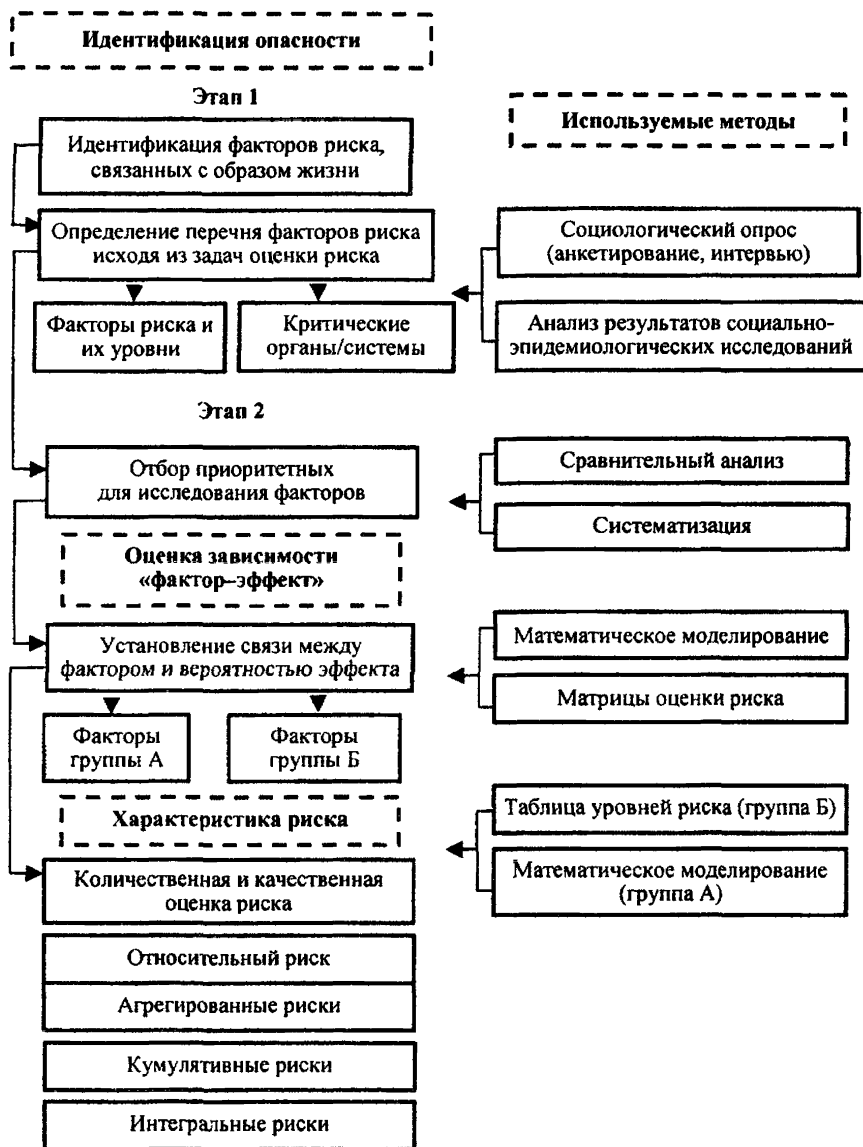 Идентификация опасности
Этап 1
Используемые методы
Идентификация факторов риска,
связанных с образом жизни
Определение перечня факторов риска
исходя из задач оценки риска
Социологический опрос
(анкетирование, интервью)
Факторы риска и
их уровни
Критические
органы/системы
Анализ результатов социально-
эпидемиологических исследований
Этап 2
Отбор приоритетных
для исследования факторов
Сравнительный анализ
Систематизация
Оценка зависимости
«фактор–эффект»
Установление связи между
фактором и вероятностью эффекта
Математическое моделирование
Матрицы оценки риска
Факторы
группы А
Факторы
группы Б
Характеристика риска
Таблица уровней риска (группа Б)
Математическое моделирование
(группа А)
Количественная и качественная
оценка риска
Относительный риск
Агрегированные риски
Кумулятивные риски
Интегральные риски